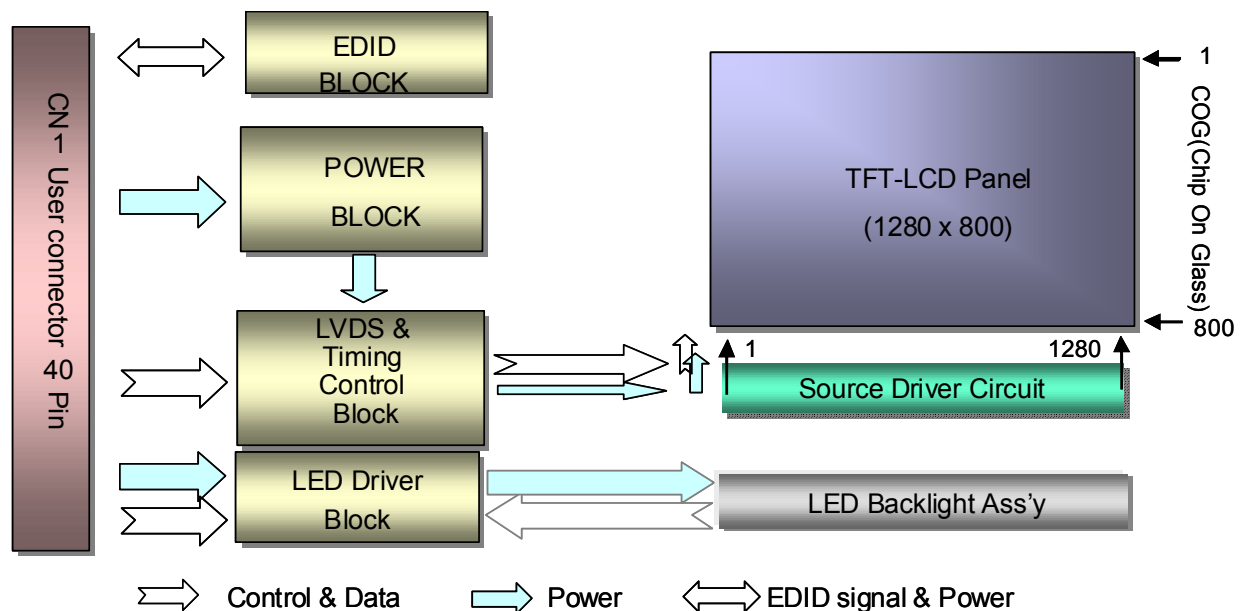 CN 1 User connector 40 Pin
EDID
BLOCK
POWER
BLOCK
LVDS &
Timing
Control
Block
LED Driver
Block
TFT-LCD Panel
(1280 x 800)
1
COG(Chip On Glass)
800
1
1280
Source Driver Circuit
LED Backlight Ass'y
Control & Data
Power
EDID signal & Power